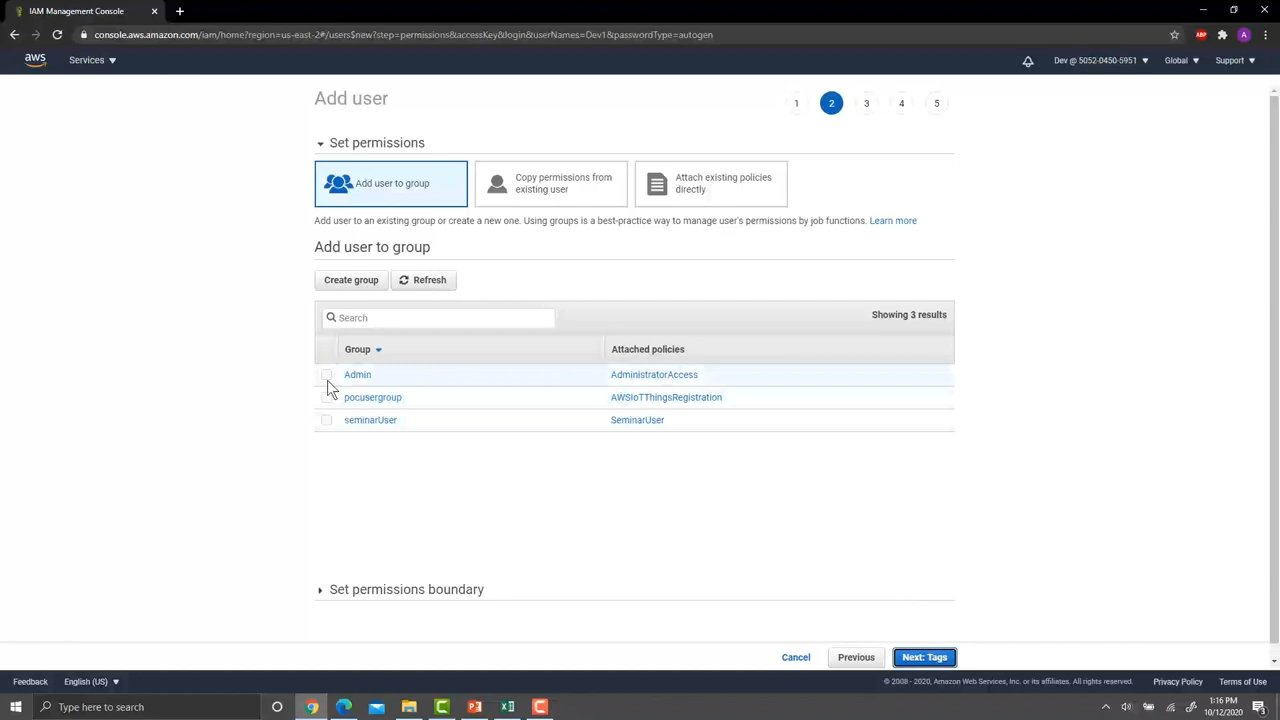 IAM Management Console
console.aws.amazon.com/iam/home?region=us-east-2#/users$new?step=permissions&accessKey&login&userNames=Dev1&passwordType=autogen
ABP
A
aws
Services
Dev @ 5052-0450-5951
Global
Support
Add user
1
2
3
4
5
Set permissions
Add user to group
Copy permissions from
existing user
Attach existing policies
directly
Add user to an existing group or create a new one. Using groups is a best-practice way to manage user's permissions by job functions. Learn more
Add user to group
Create group
Refresh
Search
Showing 3 results
Group
Attached policies
Admin
AdministratorAccess
pocusergroup
AWSIoTThingsRegistration
seminarUser
SeminarUser
Set permissions boundary
Cancel
Previous
Next: Tags
Feedback
English (US)
© 2008 - 2020, Amazon Web Services, Inc. or its affiliates. All rights reserved.
Privacy Policy
Terms of Use
Type here to search
1:16 PM
10/12/2020